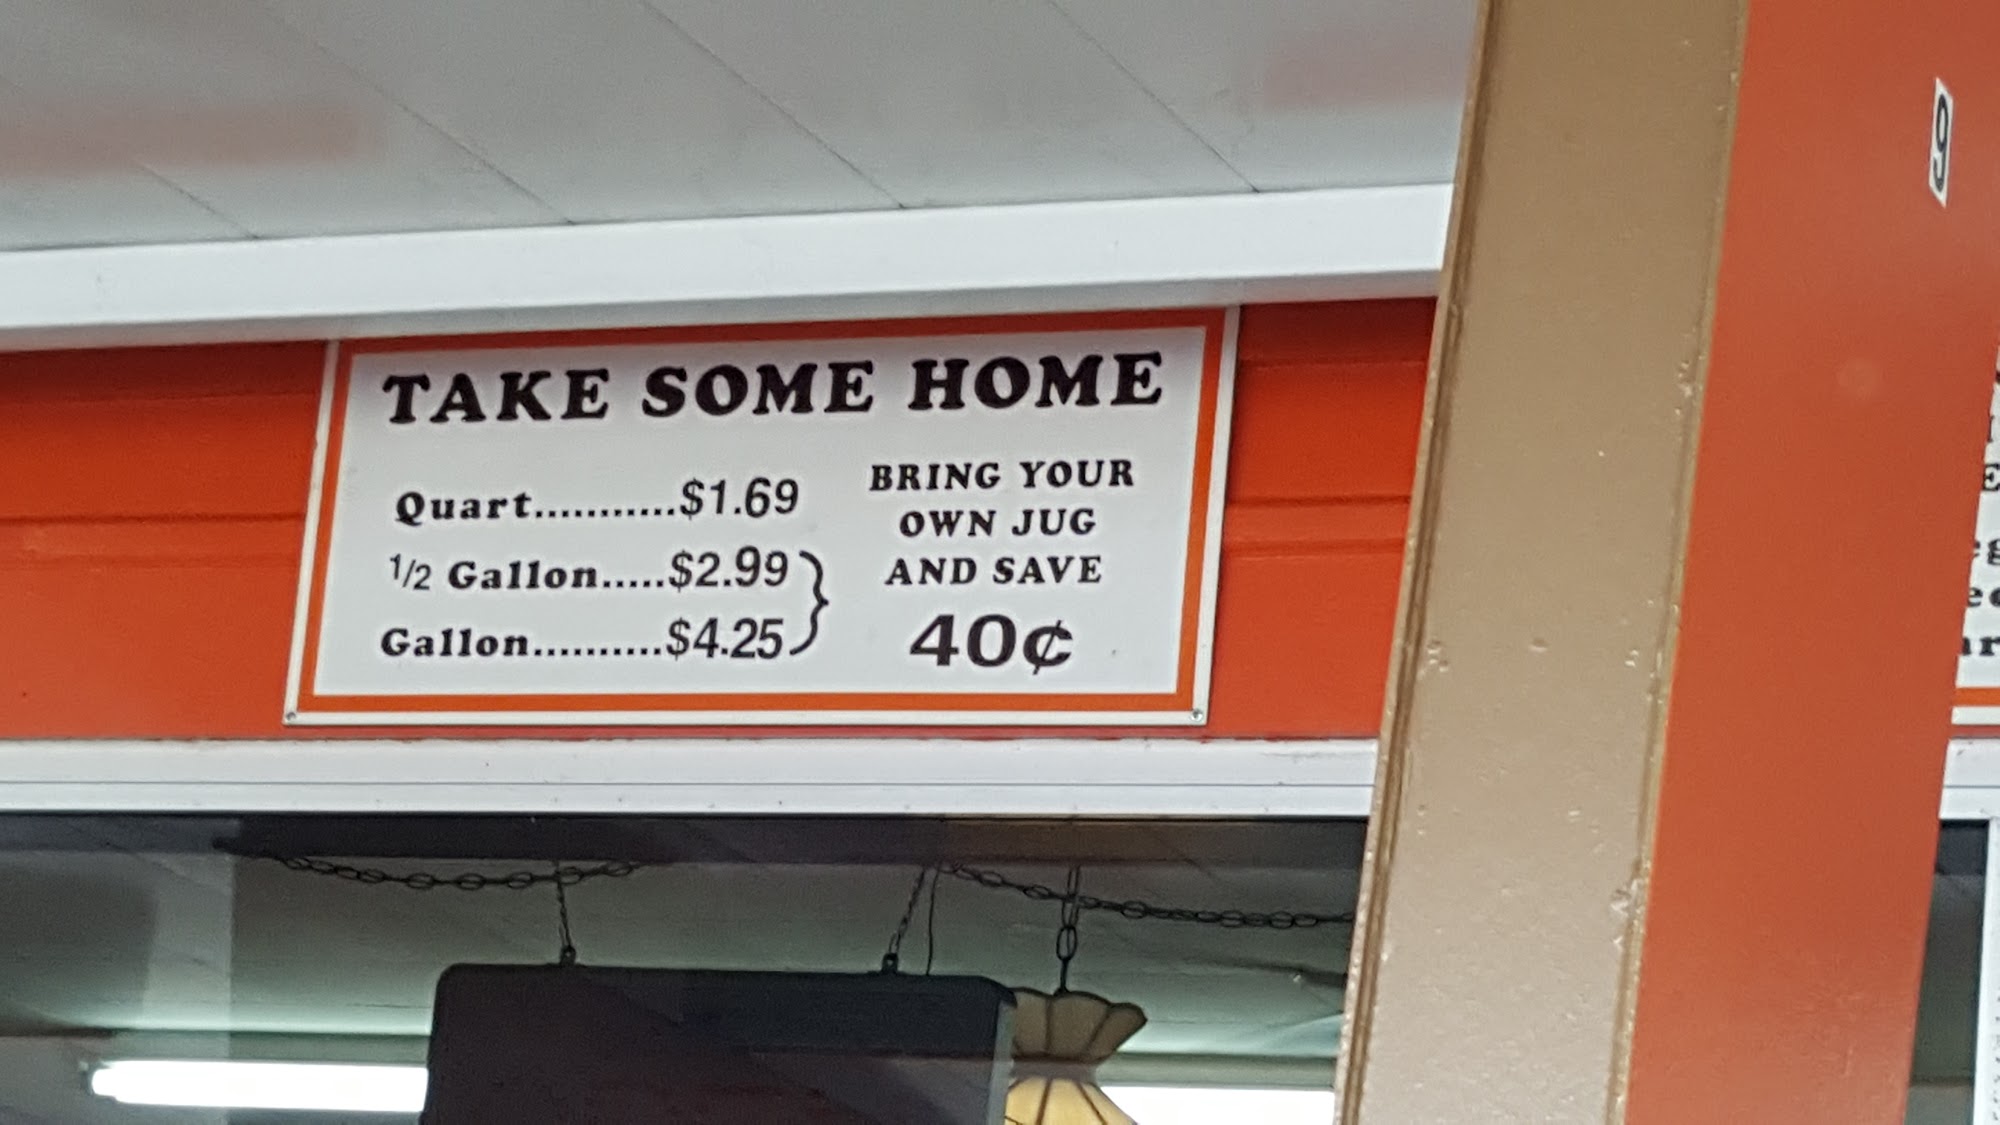 TAKE SOME HOME
Quart...........$1.69
1/2 Gallon.....$2.99
Gallon..........$4.25
BRING YOUR
OWN JUG
AND SAVE
40¢
9